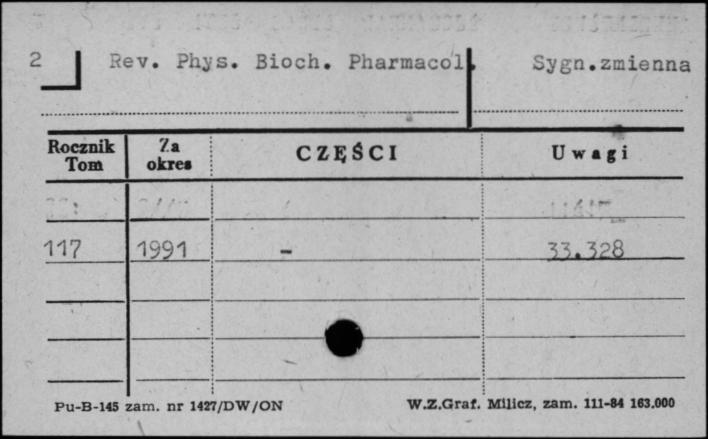 2 Rev. Phys. Bioch. Pharmacol. Sygn.zmienna
Rocznik Tom Za okres CZĘŚCI Uwagi
117 1991 - 33.328
Pu-B-145 zam. nr 1427/DW/ON W.Z.Graf. Milicz, zam. 111-84 163.000